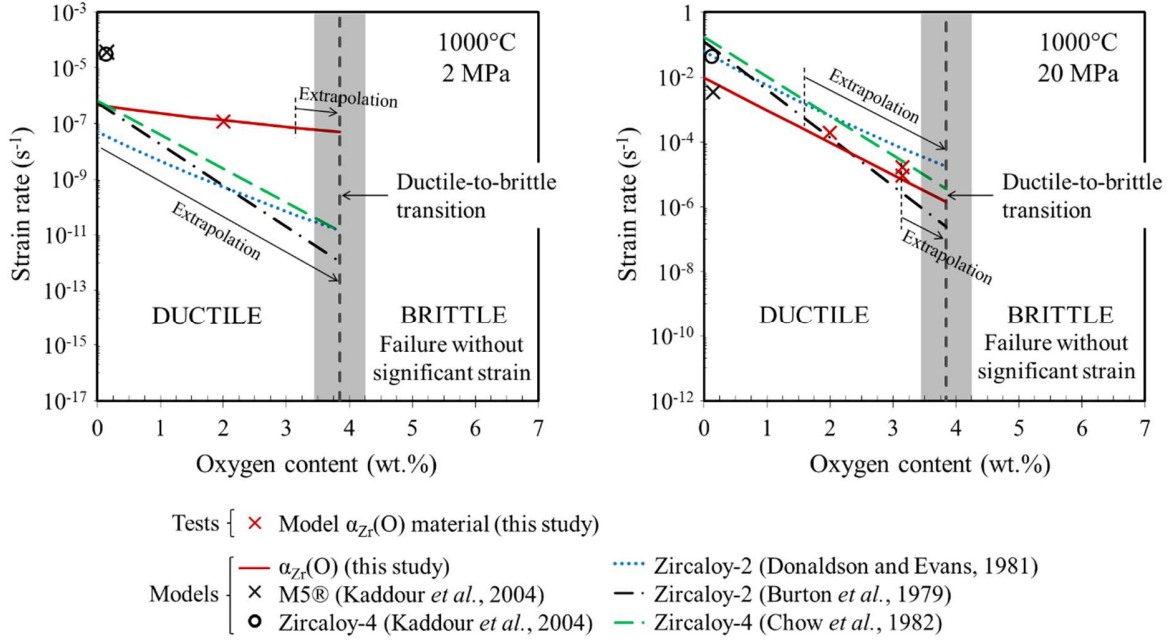 10-3
10-5
10-7
10-9
10-11
10-13
10-15
10-17
Strain rate (s-1)
0 1 2 3 4 5 6 7
Oxygen content (wt.%)
1000°C
2 MPa
Extrapolation
Ductile-to-brittle
transition
Extrapolation
DUCTILE
BRITTLE
Failure without
significant strain
1
10-2
10-4
10-6
10-8
10-10
10-12
Strain rate (s-1)
0 1 2 3 4 5 6 7
Oxygen content (wt.%)
1000°C
20 MPa
Extrapolation
Ductile-to-brittle
transition
Extrapolation
DUCTILE
BRITTLE
Failure without
significant strain
Tests
Model αZr(O) material (this study)
Models
αZr(O) (this study)
M5® (Kaddour et al., 2004)
Zircaloy-4 (Kaddour et al., 2004)
Zircaloy-2 (Donaldson and Evans, 1981)
Zircaloy-2 (Burton et al., 1979)
Zircaloy-4 (Chow et al., 1982)